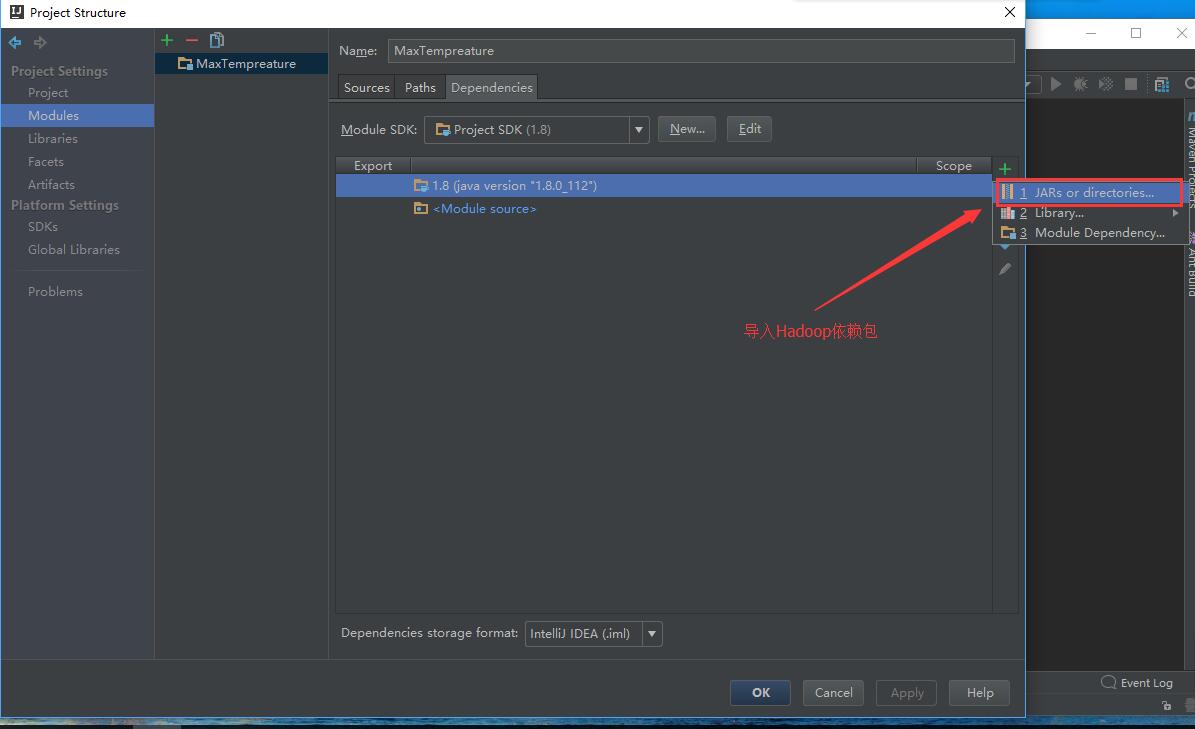 Project Structure
Project Settings
Project
Modules
Libraries
Facets
Artifacts
Platform Settings
SDKs
Global Libraries
Problems
MaxTempreature
Name: MaxTempreature
Sources Paths Dependencies
Module SDK: Project SDK (1.8) New... Edit
Export Scope
1.8 (java version "1.8.0_112")
<Module source>
1 JARs or directories...
2 Library...
3 Module Dependency...
导入Hadoop依赖包
Dependencies storage format: IntelliJ IDEA (.iml)
OK Cancel Apply Help
Maven Projects
Ant Build
Event Log